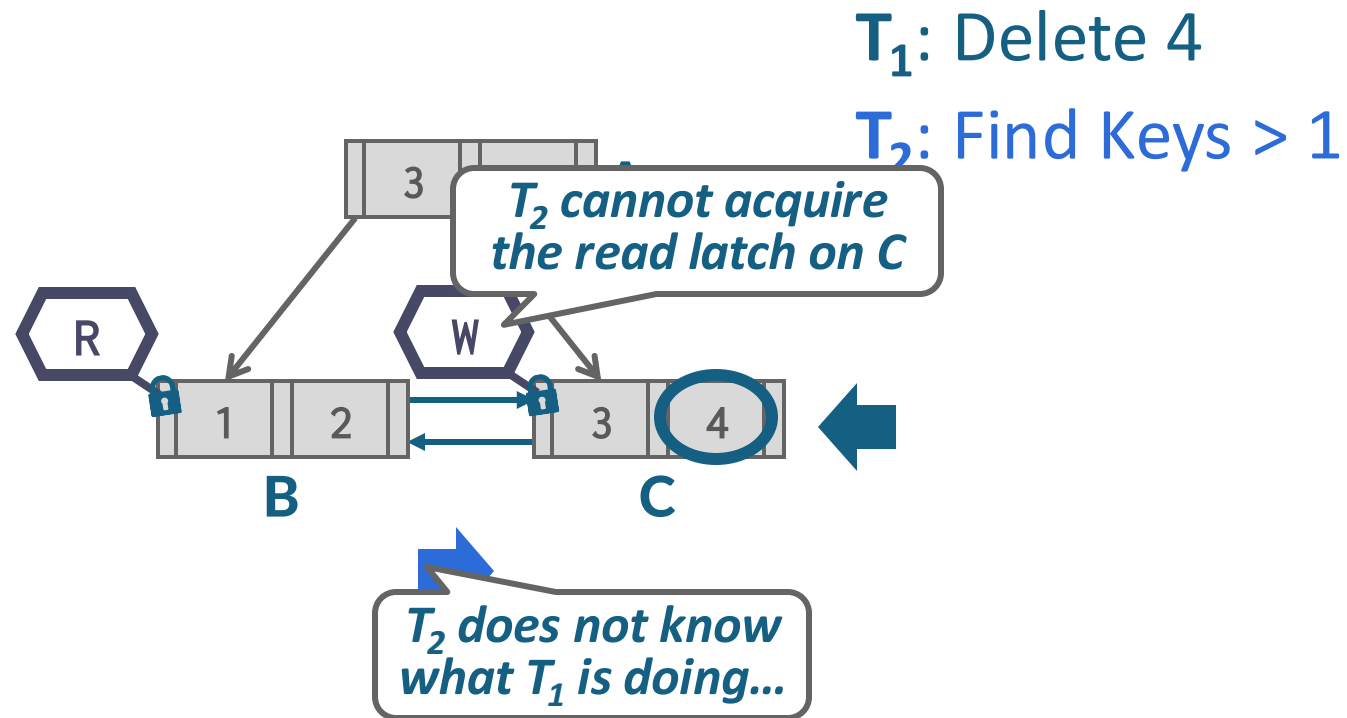 T₁: Delete 4
T₂: Find Keys > 1
3
T₂ cannot acquire
the read latch on C
R
W
1 2
3 4
B
C
T₂ does not know
what T₁ is doing...